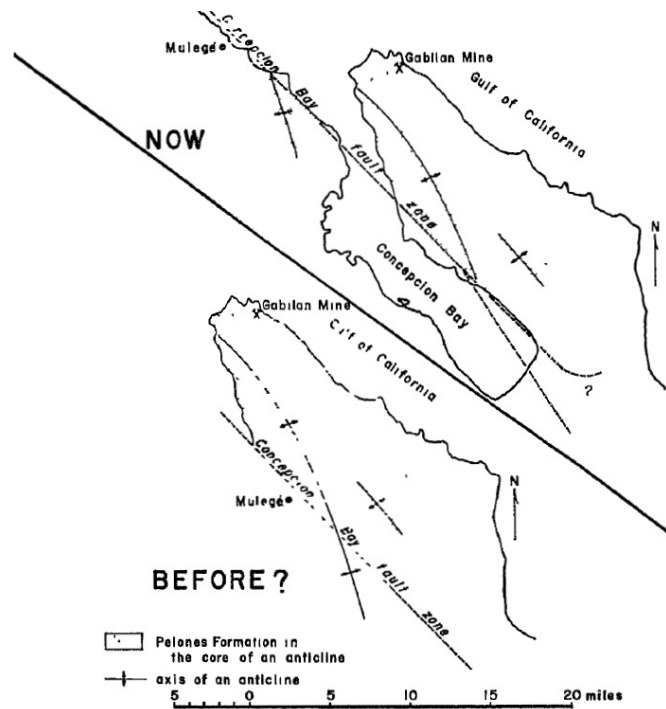 Concepcion
Mulegé
Bay
Gabilan Mine
Gulf of California
NOW
fault
zone
N
Concepcion Bay
?
Gabilan Mine
Gulf of California
N
Concepcion
Mulegé
Bay
fault
zone
BEFORE?
Pelones Formation in
the core of an anticline
axis of an anticline
5 0 5 10 15 20 miles